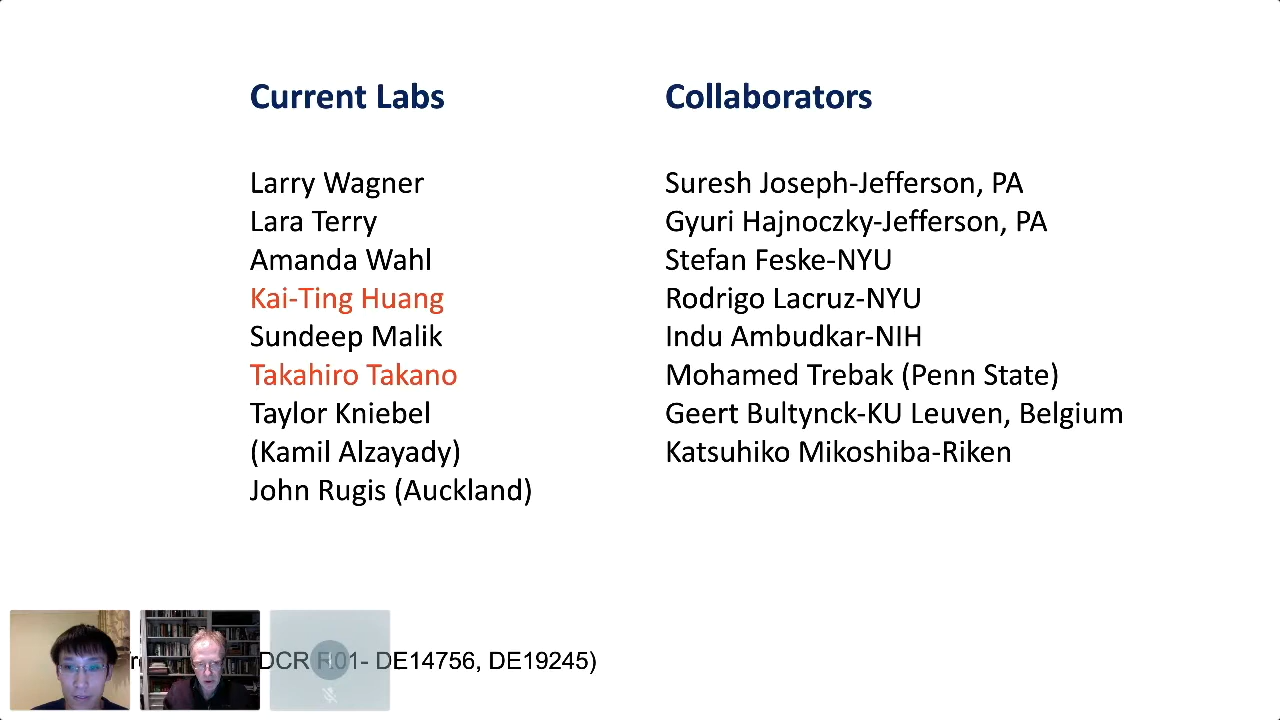 Current Labs
Larry Wagner
Lara Terry
Amanda Wahl
Kai-Ting Huang
Sundeep Malik
Takahiro Takano
Taylor Kniebel
(Kamil Alzayady)
John Rugis (Auckland)
Collaborators
Suresh Joseph-Jefferson, PA
Gyuri Hajnoczky-Jefferson, PA
Stefan Feske-NYU
Rodrigo Lacruz-NYU
Indu Ambudkar-NIH
Mohamed Trebak (Penn State)
Geert Bultynck-KU Leuven, Belgium
Katsuhiko Mikoshiba-Riken
DCR R01- DE14756, DE19245)